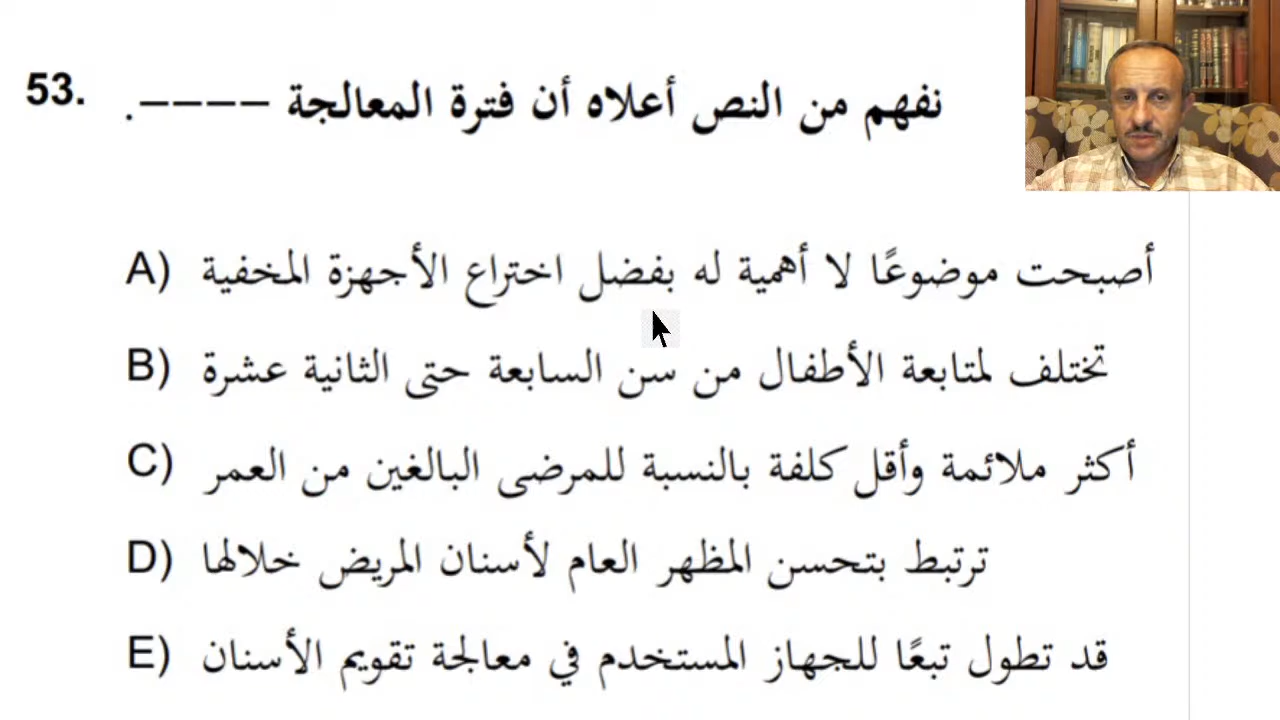 53. نفهم من النص أعلاه أن فترة المعالجة ----.
A) أصبحت موضوعًا لا أهمية له بفضل اختراع الأجهزة المخفية
B) تختلف لمتابعة الأطفال من سن السابعة حتى الثانية عشرة
C) أكثر ملائمة وأقل كلفة بالنسبة للمرضى البالغين من العمر
D) ترتبط بتحسن المظهر العام لأسنان المريض خلالها
E) قد تطول تبعًا للجهاز المستخدم في معالجة تقويم الأسنان